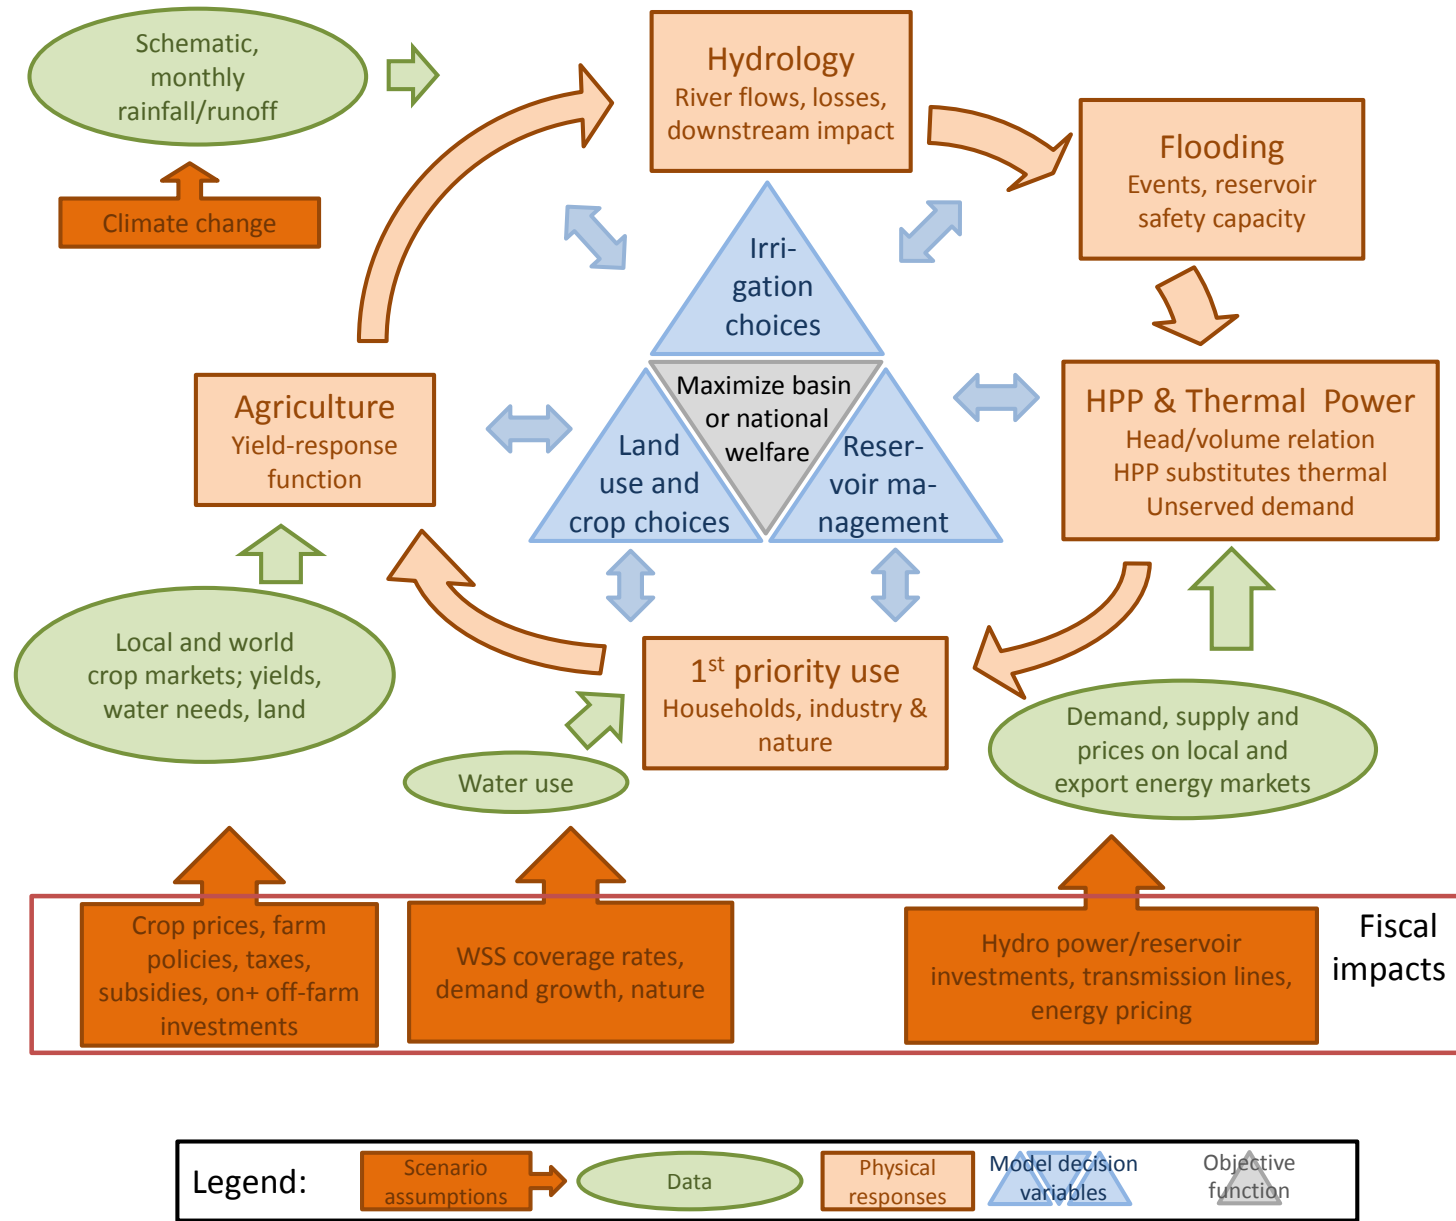 Schematic,
monthly
rainfall/runoff
Climate change
Hydrology
River flows, losses,
downstream impact
Flooding
Events, reservoir
safety capacity
Irri-
gation
choices
Maximize basin
or national
welfare
Land
use and
crop choices
Reser-
voir ma-
nagement
Agriculture
Yield-response
function
HPP & Thermal  Power
Head/volume relation
HPP substitutes thermal
Unserved demand
1st priority use
Households, industry &
nature
Local and world
crop markets; yields,
water needs, land
Water use
Demand, supply and
prices on local and
export energy markets
Crop prices, farm
policies, taxes,
subsidies, on+ off-farm
investments
WSS coverage rates,
demand growth, nature
Hydro power/reservoir
investments, transmission lines,
energy pricing
Fiscal
impacts
Legend:
Scenario
assumptions
Data
Physical
responses
Model decision
variables
Objective
function